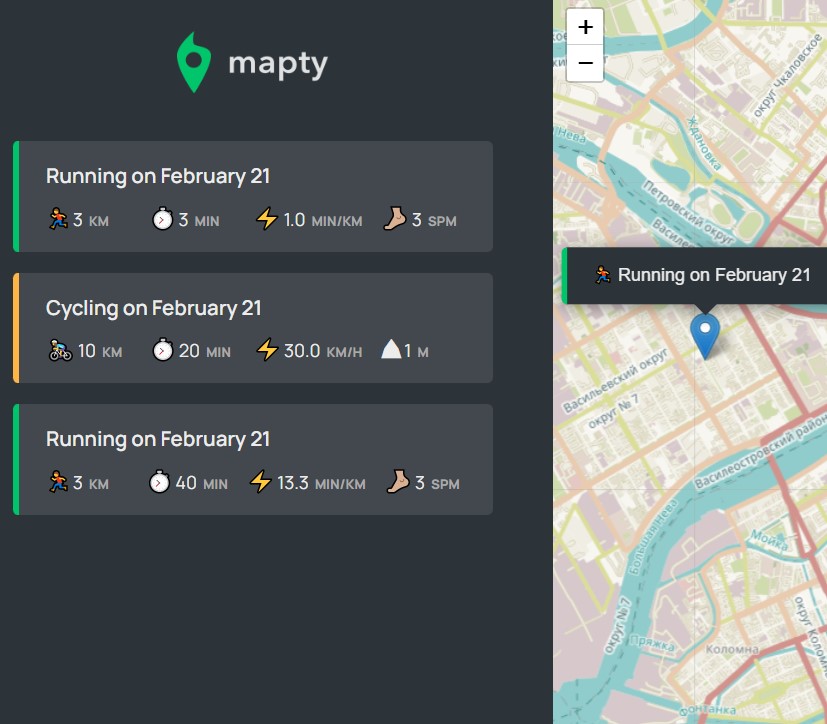 mapty
Running on February 21
3 KM 3 MIN 1.0 MIN/KM 3 SPM
Cycling on February 21
10 KM 20 MIN 30.0 KM/H 1 M
Running on February 21
3 KM 40 MIN 13.3 MIN/KM 3 SPM
+
−
округ Чкаловское
Ждановка
Нева
Петровский округ
Running on February 21
Васильевский округ
округ № 7
Василеостровский район
Большая Нева
Мойка
округ № 7
Пряжка
Коломна
Фонтанка